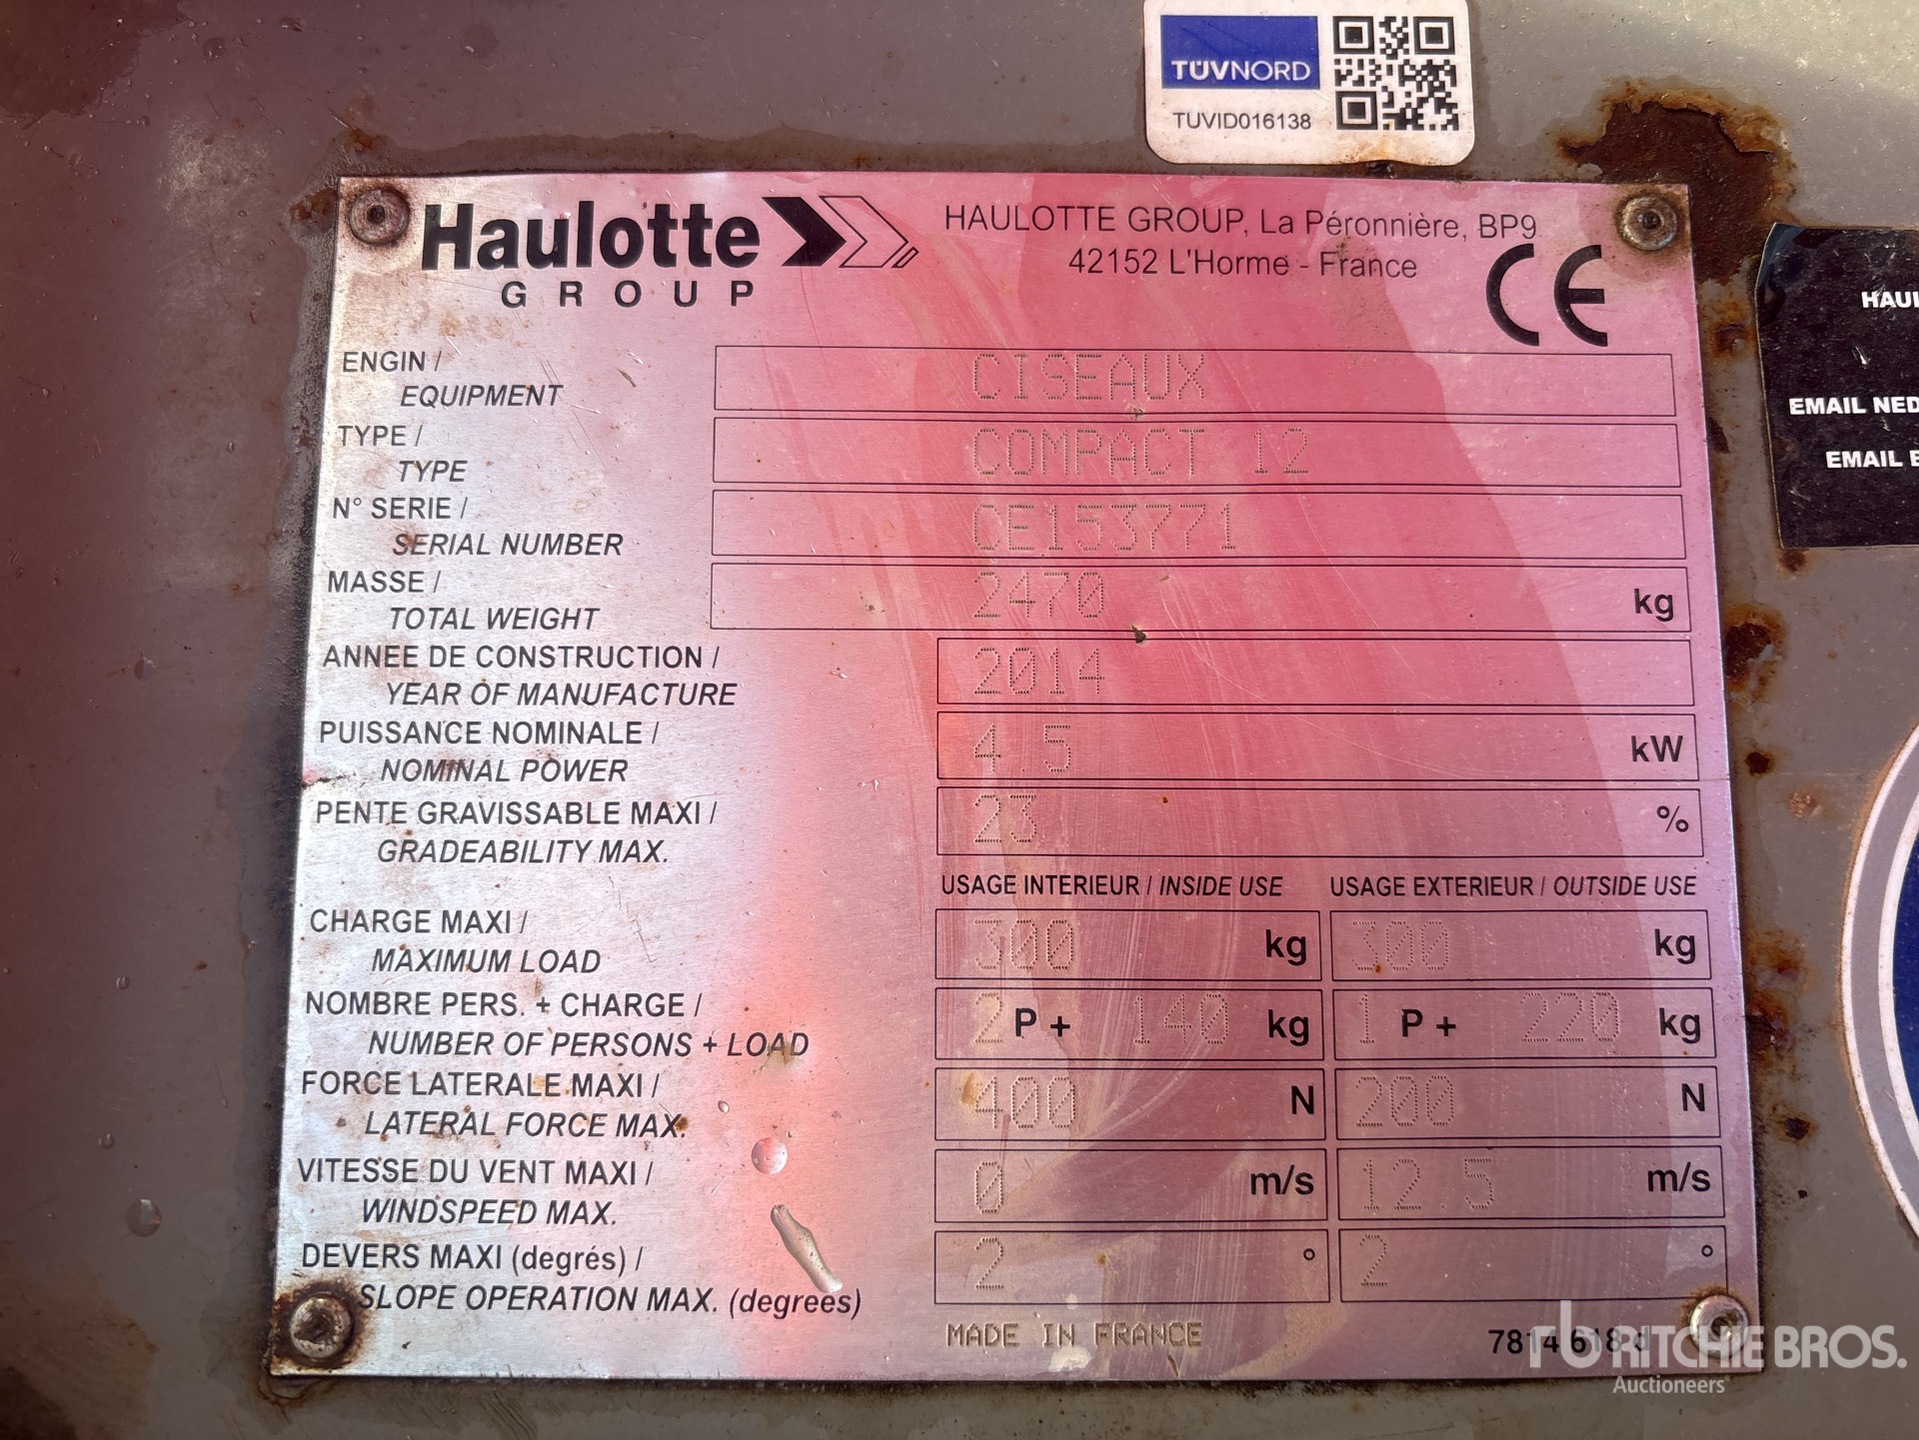 TÜVNORD
TUVID016138
Haulotte
GROUP
HAULOTTE GROUP, La Péronnière, BP9
42152 L'Horme - France
CE
HAUL
EMAIL NED
EMAIL E
ENGIN /
EQUIPMENT
CISEAUX
TYPE /
TYPE
COMPACT 12
N° SERIE /
SERIAL NUMBER
CE153771
MASSE /
TOTAL WEIGHT
2470 kg
ANNEE DE CONSTRUCTION /
YEAR OF MANUFACTURE
2014
PUISSANCE NOMINALE /
NOMINAL POWER
4.5 kW
PENTE GRAVISSABLE MAXI /
GRADEABILITY MAX.
23 %
USAGE INTERIEUR / INSIDE USE USAGE EXTERIEUR / OUTSIDE USE
CHARGE MAXI /
MAXIMUM LOAD
300 kg 300 kg
NOMBRE PERS. + CHARGE /
NUMBER OF PERSONS + LOAD
2 P + 140 kg 1 P + 220 kg
FORCE LATERALE MAXI /
LATERAL FORCE MAX.
400 N 200 N
VITESSE DU VENT MAXI /
WINDSPEED MAX.
0 m/s 12.5 m/s
DEVERS MAXI (degrés) /
SLOPE OPERATION MAX. (degrees)
2 ° 2 °
MADE IN FRANCE
7814 618 d
rb RITCHIE BROS.
Auctioneers